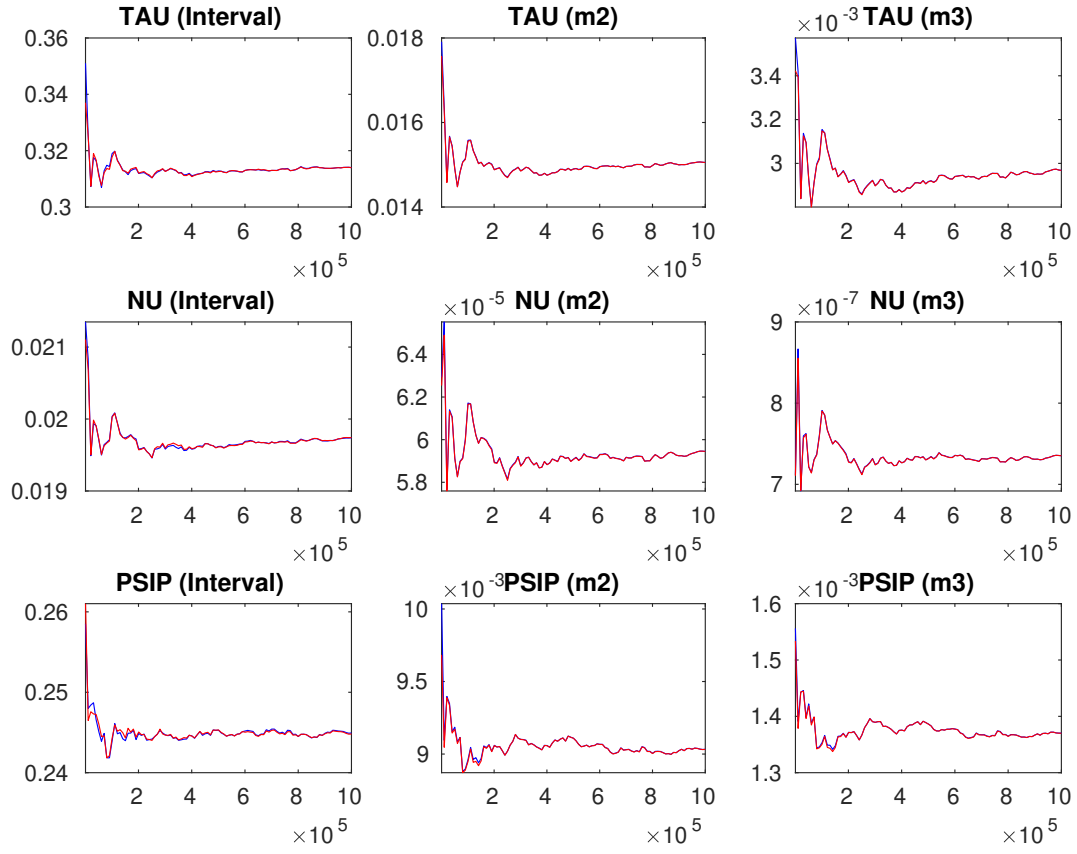 TAU (Interval)
0.36
0.34
0.32
0.3
2 4 6 8 10
×10 5
TAU (m2)
0.018
0.016
0.014
2 4 6 8 10
×10 5
×10 -3 TAU (m3)
3.4
3.2
3
2 4 6 8 10
×10 5
NU (Interval)
0.021
0.02
0.019
2 4 6 8 10
×10 5
×10 -5 NU (m2)
6.4
6.2
6
5.8
2 4 6 8 10
×10 5
×10 -7 NU (m3)
9
8
7
2 4 6 8 10
×10 5
PSIP (Interval)
0.26
0.25
0.24
2 4 6 8 10
×10 5
×10 -3 PSIP (m2)
10
9.5
9
2 4 6 8 10
×10 5
×10 -3 PSIP (m3)
1.6
1.5
1.4
1.3
2 4 6 8 10
×10 5